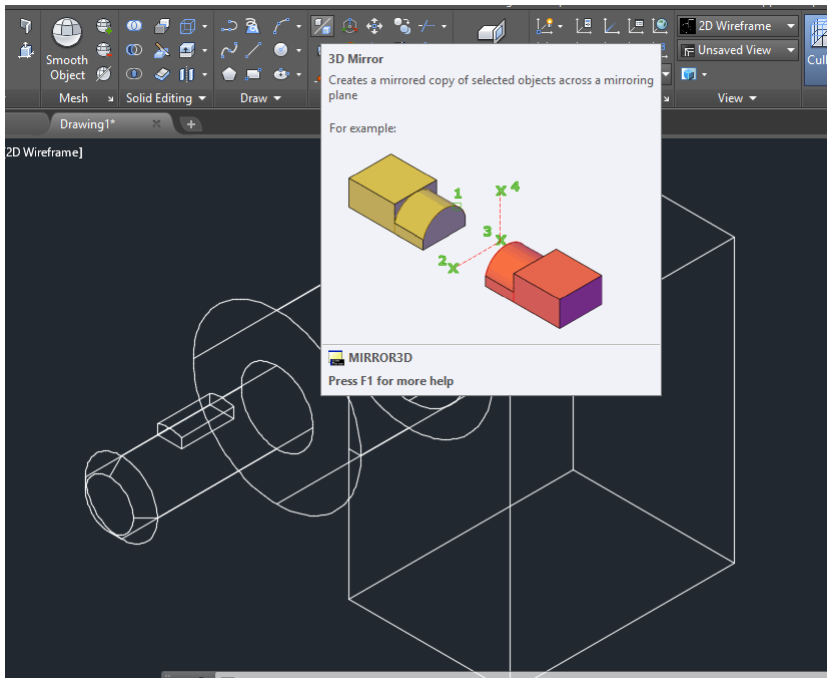 2D Wireframe
Smooth
Object
Unsaved View
Mesh
Solid Editing
Draw
View
Drawing1*
2D Wireframe]
3D Mirror
Creates a mirrored copy of selected objects across a mirroring
plane
For example:
1
4
3
2
MIRROR3D
Press F1 for more help